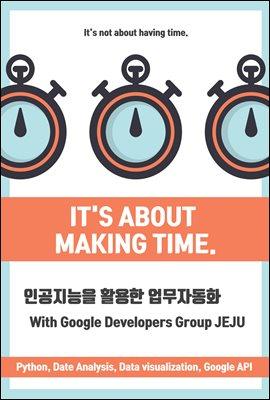 It's not about having time.
IT'S ABOUT
MAKING TIME.
인공지능을 활용한 업무자동화
With Google Developers Group JEJU
Python, Date Analysis, Data visualization, Google API